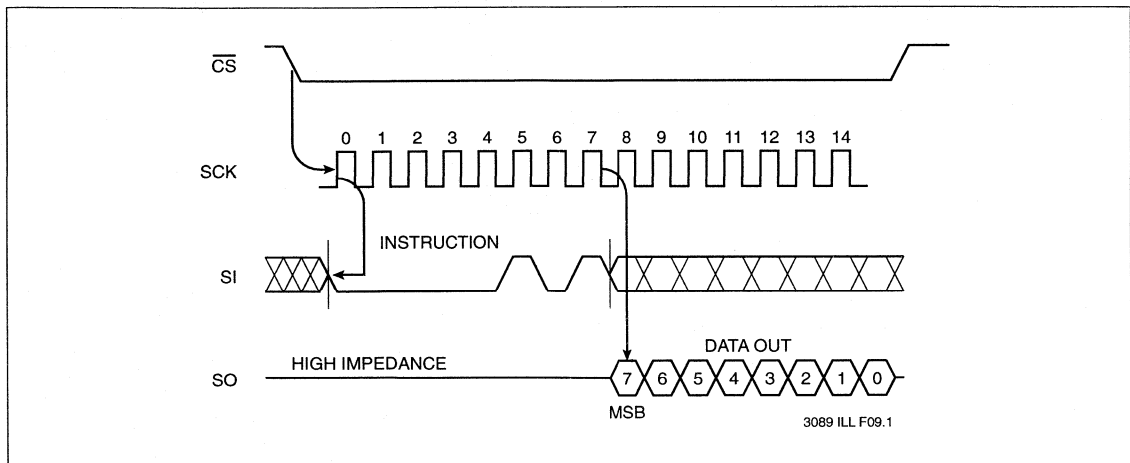 CS
0 1 2 3 4 5 6 7 8 9 10 11 12 13 14
SCK
INSTRUCTION
SI
HIGH IMPEDANCE
DATA OUT
SO
7 6 5 4 3 2 1 0
MSB
3089 ILL F09.1